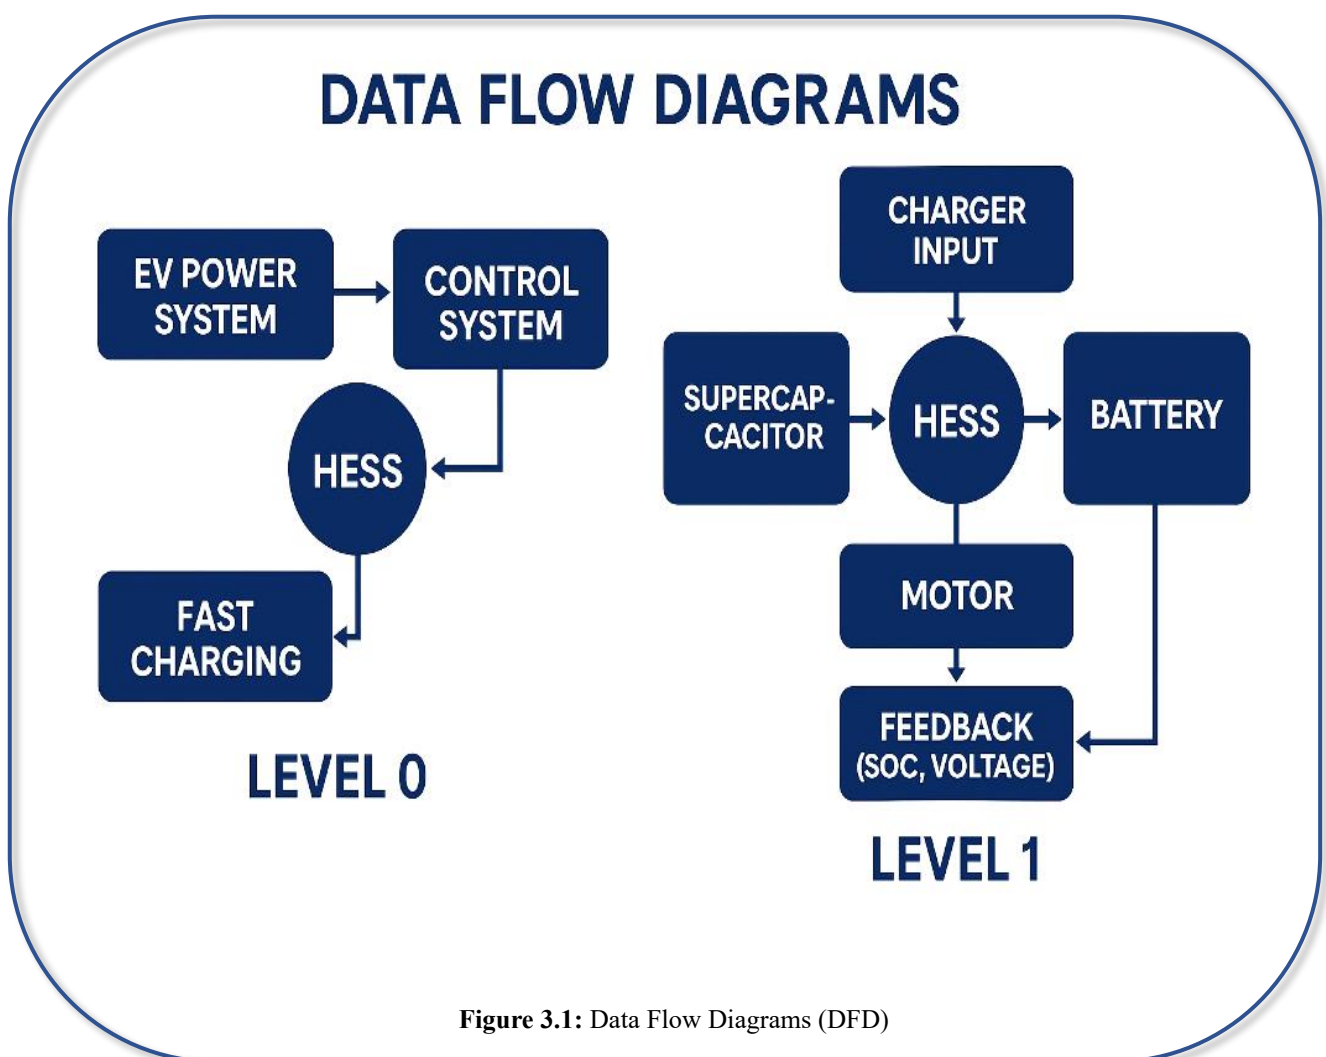 DATA FLOW DIAGRAMS
EV POWER
SYSTEM
CONTROL
SYSTEM
HESS
FAST
CHARGING
LEVEL 0
CHARGER
INPUT
SUPERCAP-
CACITOR
HESS
BATTERY
MOTOR
FEEDBACK
(SOC, VOLTAGE)
LEVEL 1
Figure 3.1: Data Flow Diagrams (DFD)